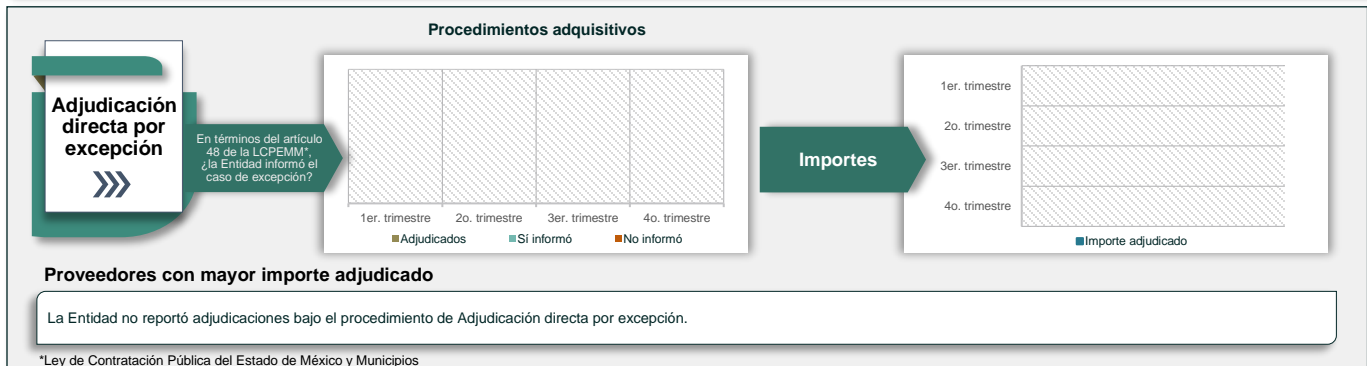 Procedimientos adquisitivos
Adjudicación
directa por
excepción
En términos del artículo
48 de la LCPEMM*,
¿la Entidad informó el
caso de excepción?
1er. trimestre
2o. trimestre
3er. trimestre
4o. trimestre
Adjudicados
Sí informó
No informó
Importes
1er. trimestre
2o. trimestre
3er. trimestre
4o. trimestre
Importe adjudicado
Proveedores con mayor importe adjudicado
La Entidad no reportó adjudicaciones bajo el procedimiento de Adjudicación directa por excepción.
*Ley de Contratación Pública del Estado de México y Municipios